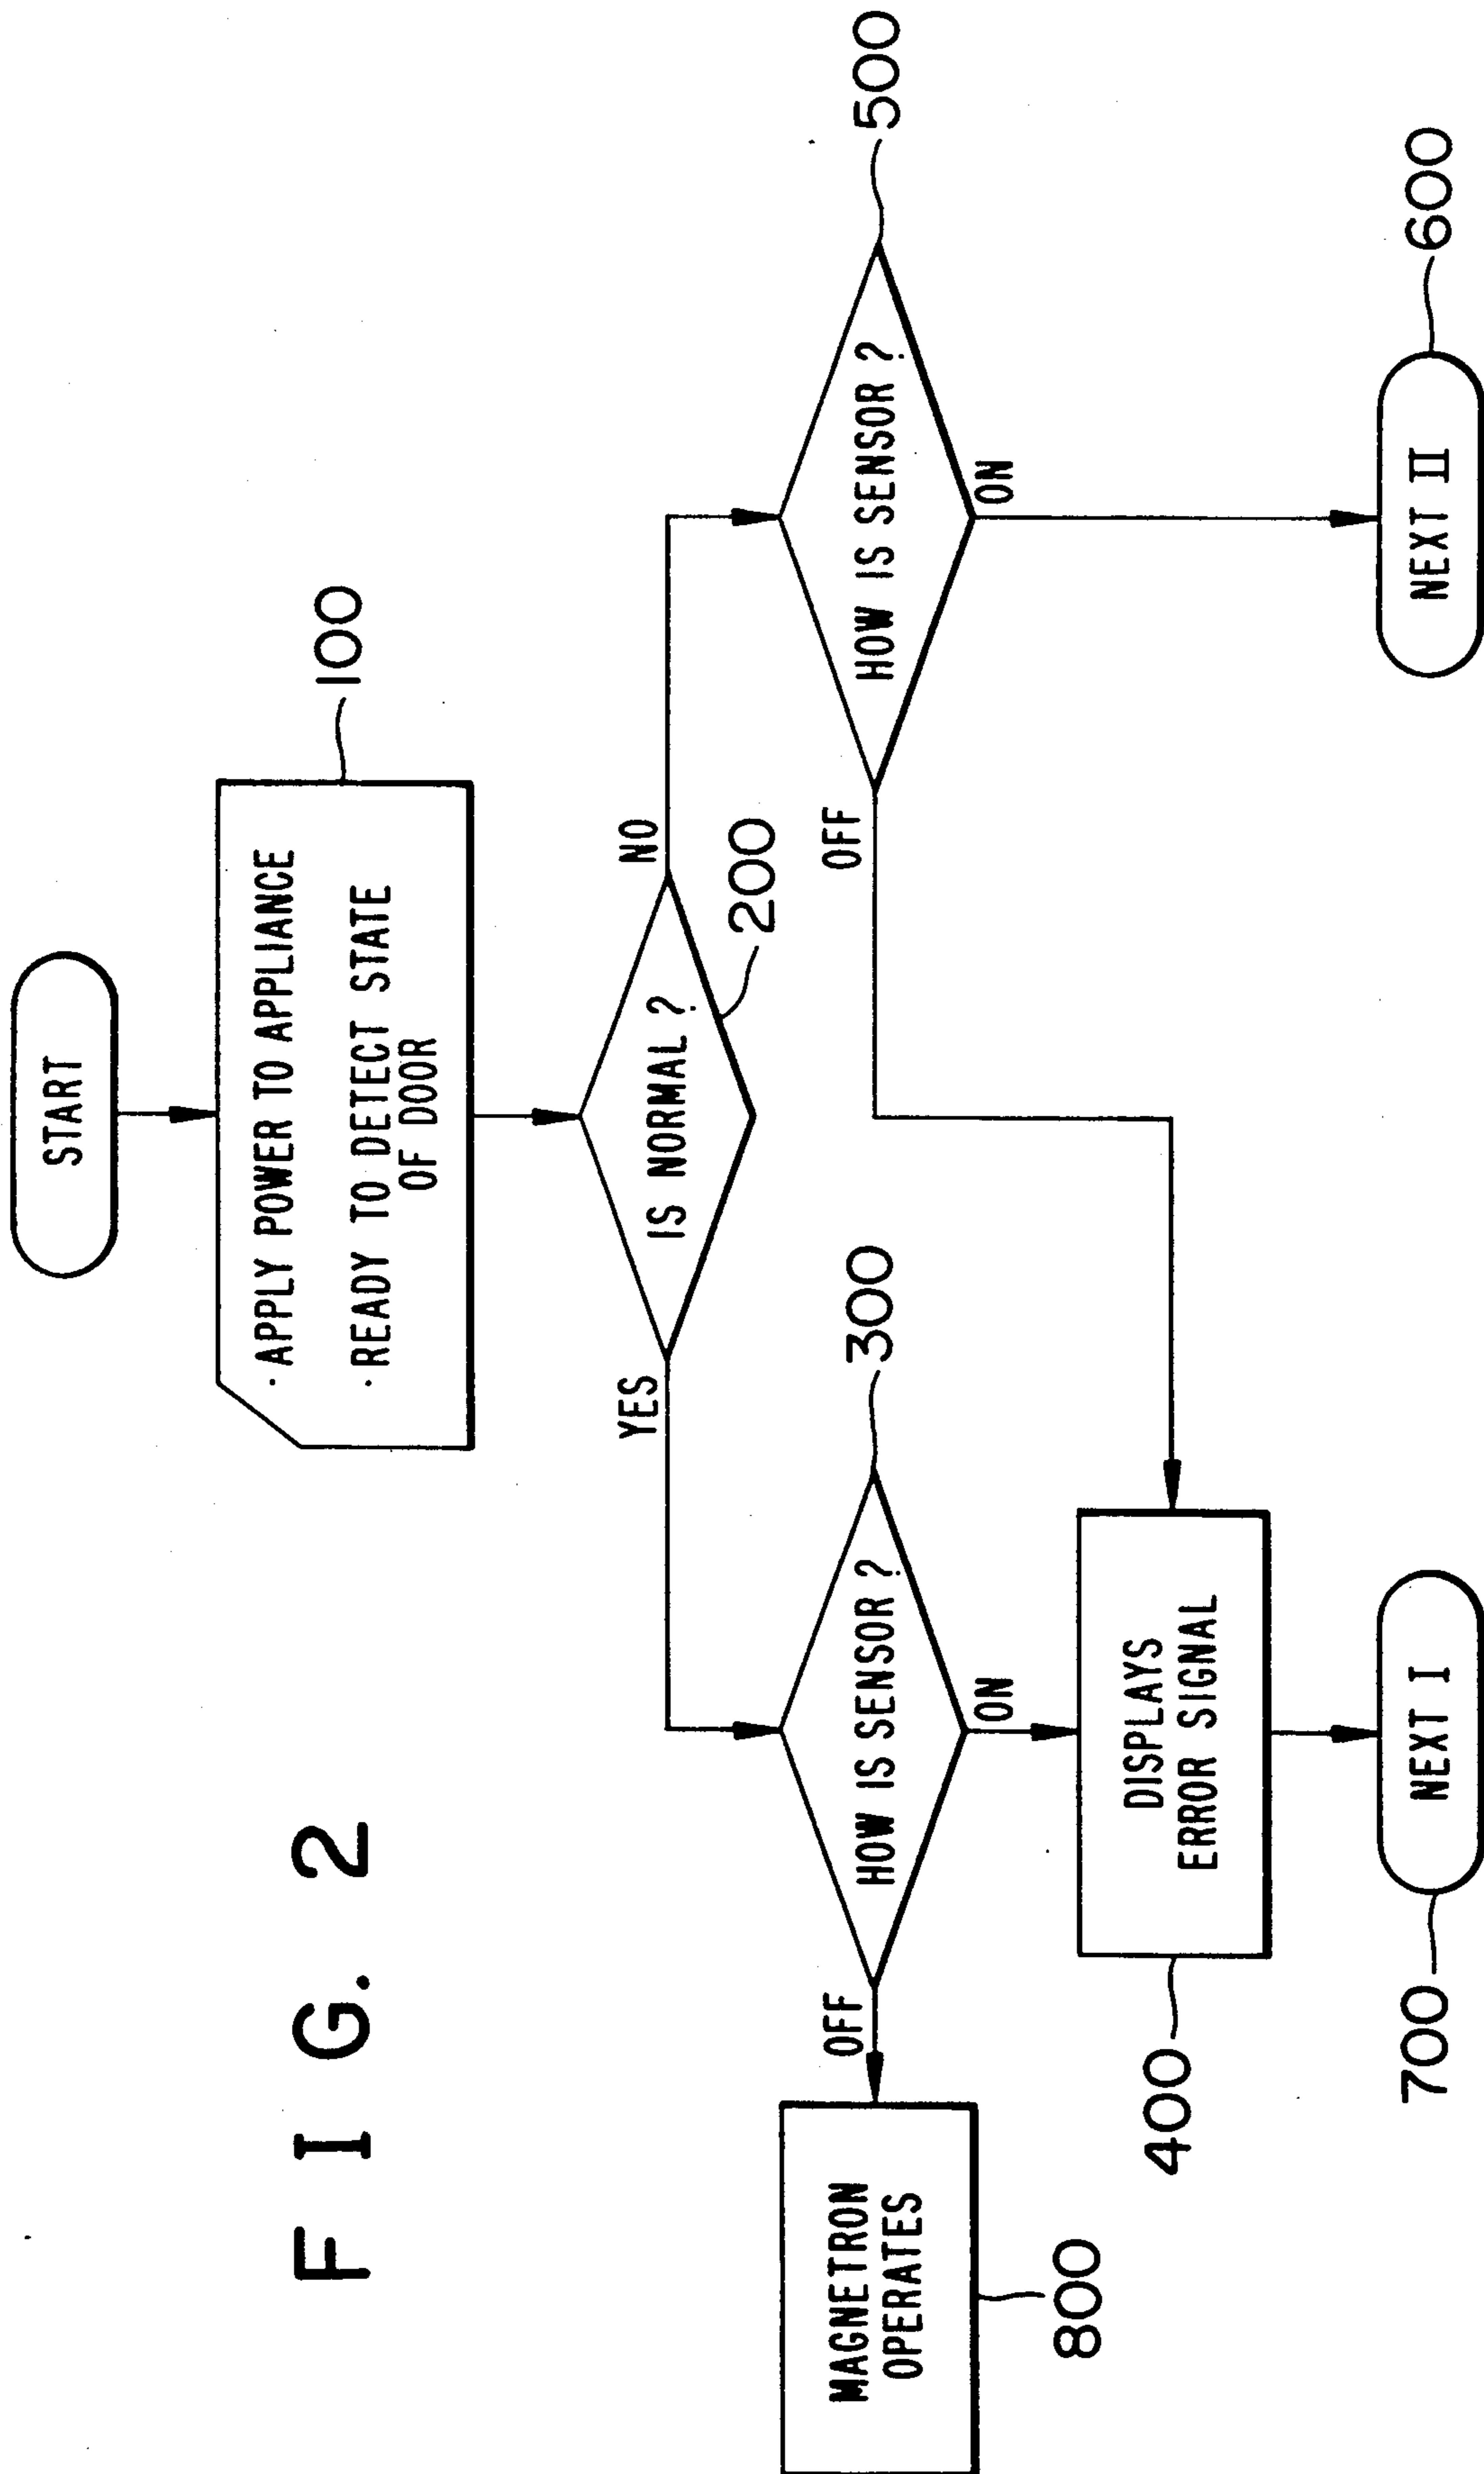 F I G. 2
START
· APPLY POWER TO APPLIANCE
· READY TO DETECT STATE
OF DOOR
100
IS NORMAL ?
200
YES
NO
HOW IS SENSOR ?
300
HOW IS SENSOR ?
500
OFF
ON
OFF
ON
MAGNETRON
OPERATES
800
DISPLAYS
ERROR SIGNAL
400
NEXT I
700
NEXT II
600